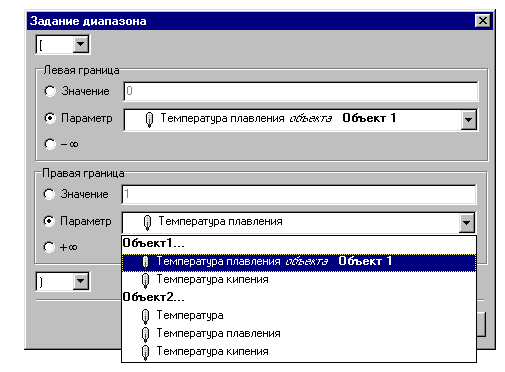 Задание диапазона
[
Левая граница
Значение 0
Параметр Температура плавления объекта Объект 1
- ∞
Правая граница
Значение 1
Параметр Температура плавления
+ ∞
Объект1...
Температура плавления объекта Объект 1
Температура кипения
)
Объект2...
Температура
Температура плавления
Температура кипения